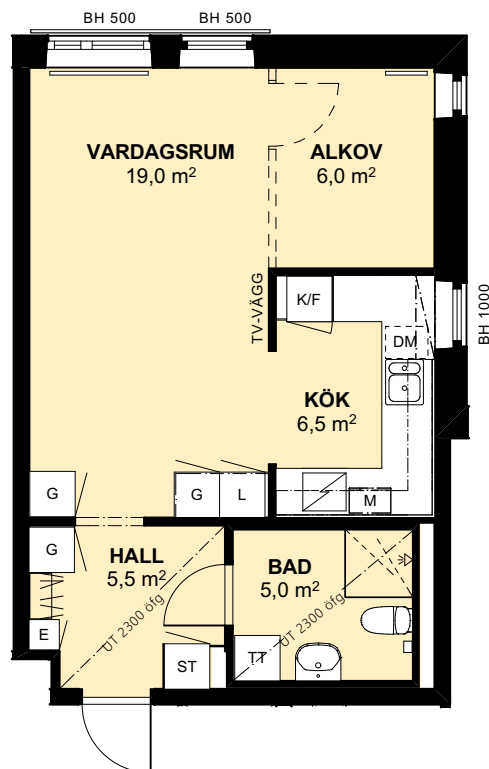 BH 500
BH 500
VARDAGSRUM
19,0 m²
ALKOV
6,0 m²
TV-VÄGG
K/F
BH 1000
DM
KÖK
6,5 m²
G
G
L
M
G
HALL
5,5 m²
BAD
5,0 m²
UT 2300 öfg
UT 2300 öfg
E
ST
TT